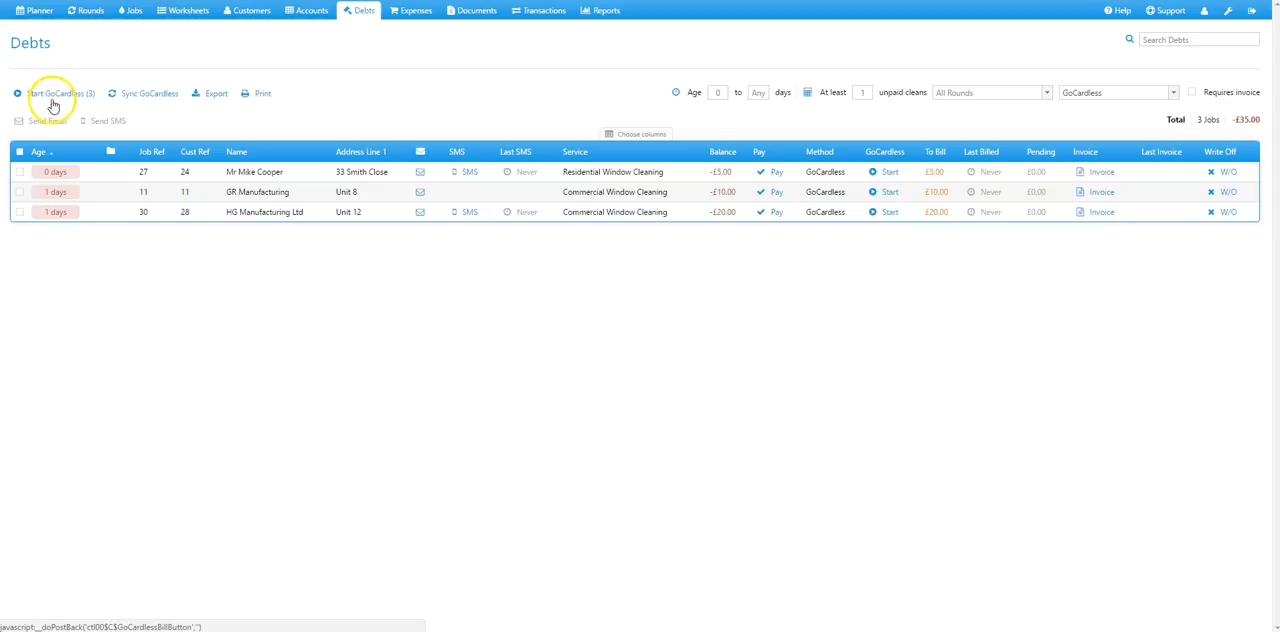 Planner Rounds Jobs Worksheets Customers Accounts Debts Expenses Documents Transactions Reports Help Support
Debts
Search Debts
Start GoCardless (3) Sync GoCardless Export Print Age 0 to Any days At least 1 unpaid cleans All Rounds GoCardless Requires invoice
Send Email Send SMS Total 3 Jobs -£35.00
Choose columns
Age Job Ref Cust Ref Name Address Line 1 SMS Last SMS Service Balance Pay Method GoCardless To Bill Last Billed Pending Invoice Last Invoice Write Off
0 days 27 24 Mr Mike Cooper 33 Smith Close SMS Never Residential Window Cleaning -£5.00 Pay GoCardless Start £5.00 Never £0.00 Invoice W/O
1 days 11 11 GR Manufacturing Unit 8 Commercial Window Cleaning -£10.00 Pay GoCardless Start £10.00 Never £0.00 Invoice W/O
1 days 30 28 HG Manufacturing Ltd Unit 12 SMS Never Commercial Window Cleaning -£20.00 Pay GoCardless Start £20.00 Never £0.00 Invoice W/O
javascript:__doPostBack('ctl00$C$GoCardlessBillButton','')